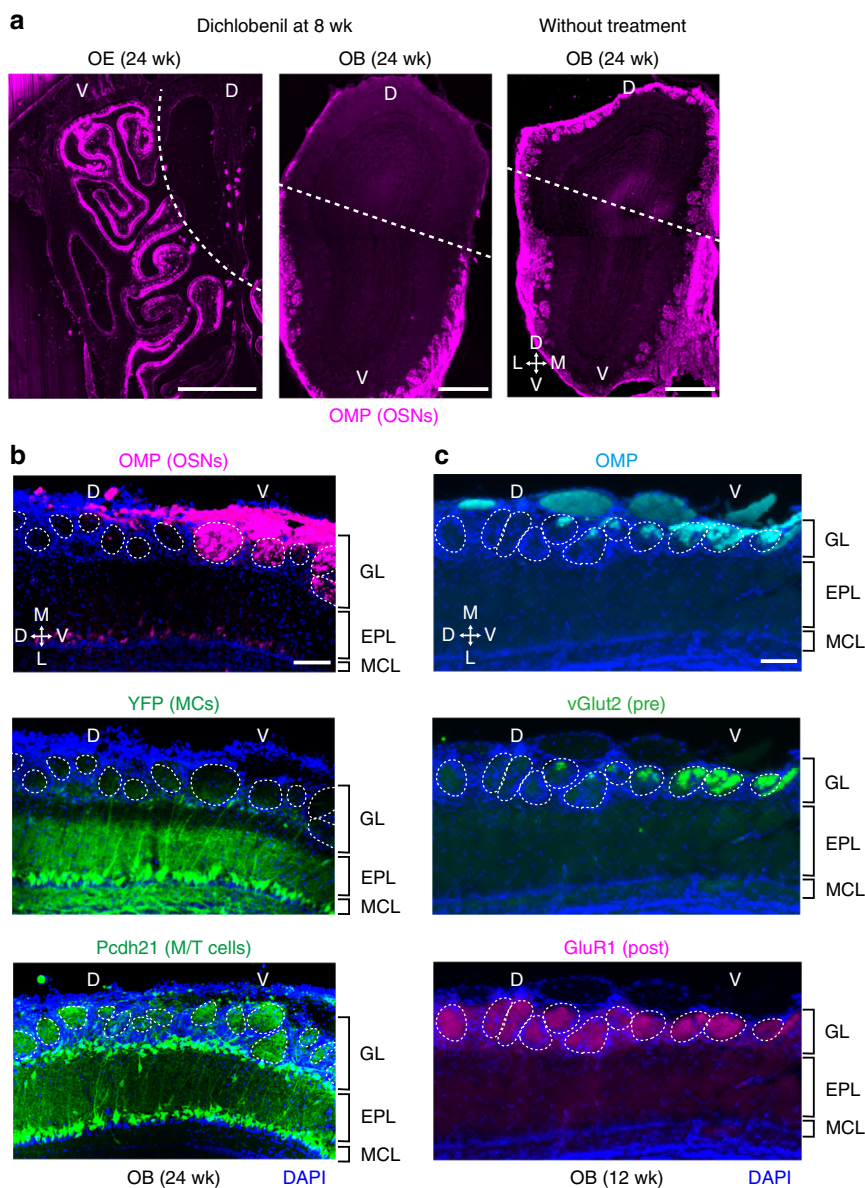 a
Dichlobenil at 8 wk
Without treatment
OE (24 wk)
OB (24 wk)
OB (24 wk)
V
D
D
D
V
D
L M
V
V
OMP (OSNs)
b
OMP (OSNs)
D
V
GL
M
D V
L
EPL
MCL
YFP (MCs)
D
V
GL
EPL
MCL
Pcdh21 (M/T cells)
D
V
GL
EPL
MCL
OB (24 wk)
DAPI
c
OMP
D
V
GL
EPL
M
D V
L
MCL
vGlut2 (pre)
D
V
GL
EPL
MCL
GluR1 (post)
D
V
GL
EPL
MCL
OB (12 wk)
DAPI